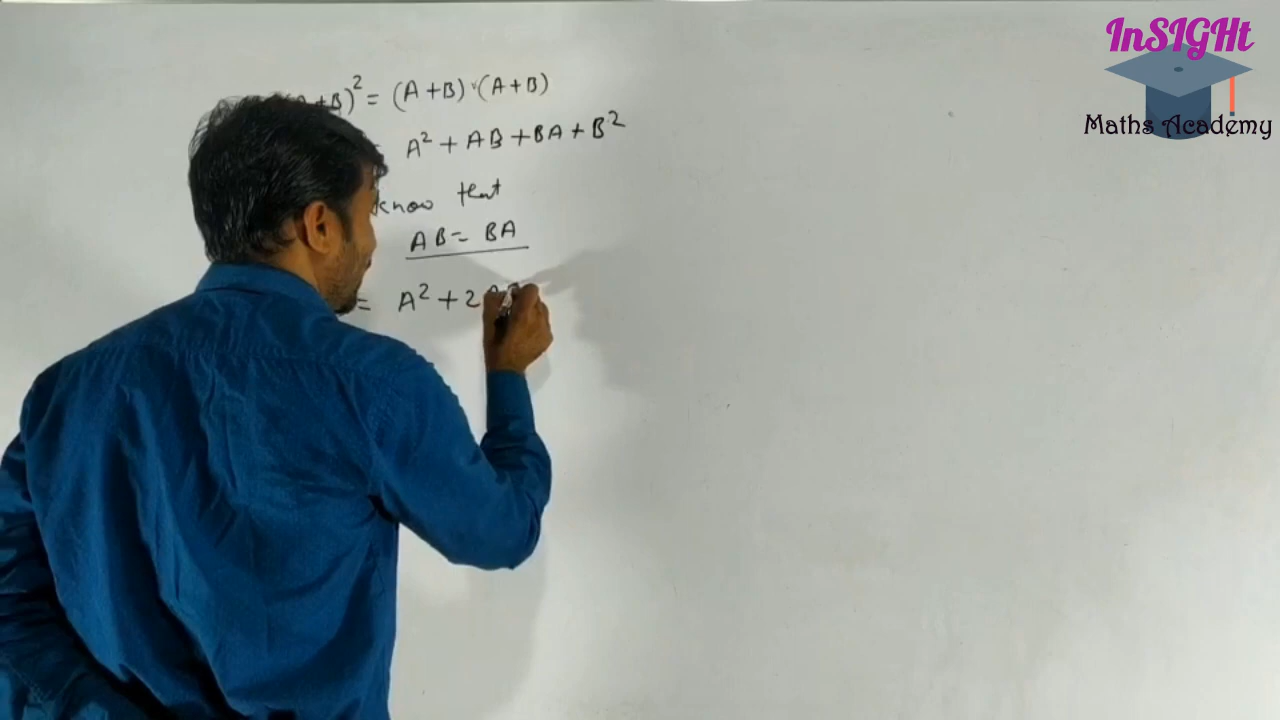 +B)² = (A+B)·(A+B)
A² + AB + BA + B²
know that
AB = BA
= A² + 2
InSIGHt
Maths Academy